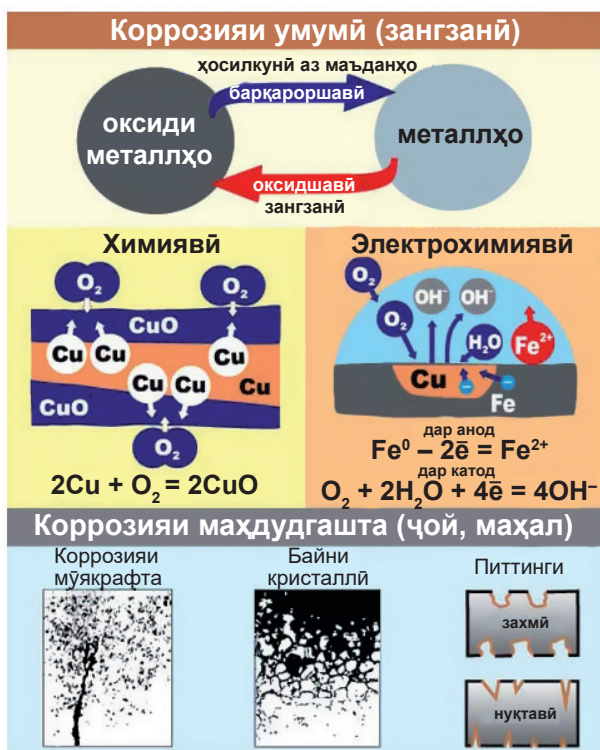 Коррозияи умумӣ (зангзанӣ)
ҳосилкунӣ аз маъданҳо
барқароршавӣ
оксиди
металлҳо
металлҳо
оксидшавӣ
зангзанӣ
Химиявӣ
O₂
O₂
CuO
Cu
Cu
Cu
Cu
Cu
Cu
CuO
O₂
2Cu + O₂ = 2CuO
Электрохимиявӣ
O₂
OH⁻
OH⁻
O₂
H₂O
Fe²⁺
Cu
Fe
дар анод
Fe⁰ – 2ē = Fe²⁺
дар катод
O₂ + 2H₂O + 4ē = 4OH⁻
Коррозияи маҳдудгашта (ҷой, маҳал)
Коррозияи
мӯякрафта
Байни
кристаллӣ
Питтинги
захмӣ
нуқтавӣ